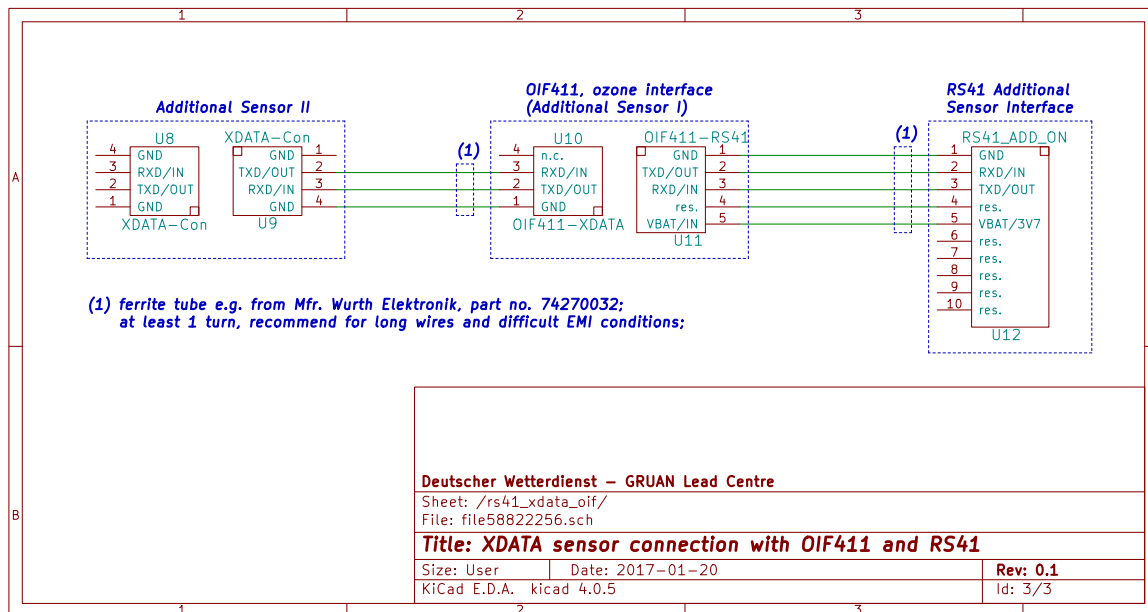 1 2 3
A
B
Additional Sensor II
U8
XDATA-Con
4 GND
3 RXD/IN
2 TXD/OUT
1 GND
XDATA-Con
GND 1
TXD/OUT 2
RXD/IN 3
GND 4
U9
(1)
OIF411, ozone interface
(Additional Sensor I)
U10
4 n.c.
3 RXD/IN
2 TXD/OUT
1 GND
OIF411-XDATA
OIF411-RS41
GND 1
TXD/OUT 2
RXD/IN 3
res. 4
VBAT/IN 5
U11
(1)
RS41 Additional
Sensor Interface
RS41_ADD_ON
1 GND
2 RXD/IN
3 TXD/OUT
4 res.
5 VBAT/3V7
6 res.
7 res.
8 res.
9 res.
10 res.
U12
(1) ferrite tube e.g. from Mfr. Wurth Elektronik, part no. 74270032;
at least 1 turn, recommend for long wires and difficult EMI conditions;
Deutscher Wetterdienst – GRUAN Lead Centre
Sheet: /rs41_xdata_oif/
File: file58822256.sch
Title: XDATA sensor connection with OIF411 and RS41
Size: User Date: 2017-01-20 Rev: 0.1
KiCad E.D.A. kicad 4.0.5 Id: 3/3
1 2 3